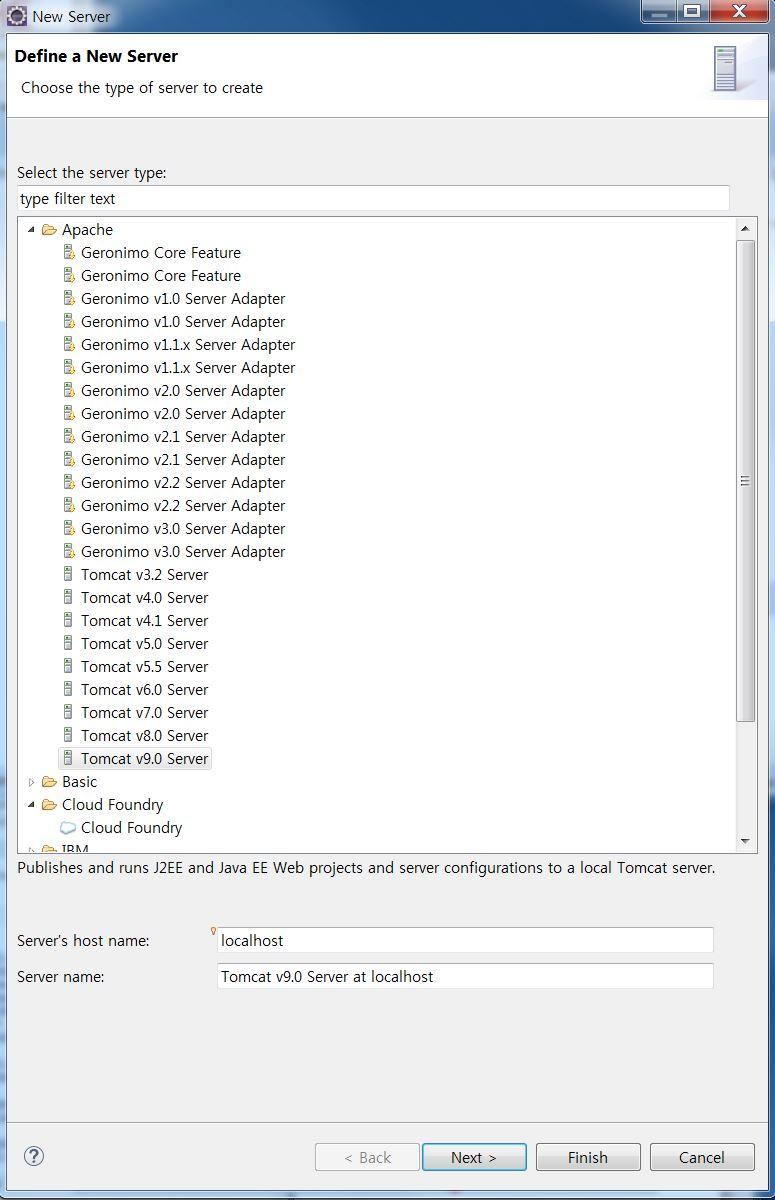 New Server
Define a New Server
Choose the type of server to create
Select the server type:
type filter text
Apache
Geronimo Core Feature
Geronimo Core Feature
Geronimo v1.0 Server Adapter
Geronimo v1.0 Server Adapter
Geronimo v1.1.x Server Adapter
Geronimo v1.1.x Server Adapter
Geronimo v2.0 Server Adapter
Geronimo v2.0 Server Adapter
Geronimo v2.1 Server Adapter
Geronimo v2.1 Server Adapter
Geronimo v2.2 Server Adapter
Geronimo v2.2 Server Adapter
Geronimo v3.0 Server Adapter
Geronimo v3.0 Server Adapter
Tomcat v3.2 Server
Tomcat v4.0 Server
Tomcat v4.1 Server
Tomcat v5.0 Server
Tomcat v5.5 Server
Tomcat v6.0 Server
Tomcat v7.0 Server
Tomcat v8.0 Server
Tomcat v9.0 Server
Basic
Cloud Foundry
Cloud Foundry
IBM
Publishes and runs J2EE and Java EE Web projects and server configurations to a local Tomcat server.
Server's host name: localhost
Server name: Tomcat v9.0 Server at localhost
? < Back Next > Finish Cancel